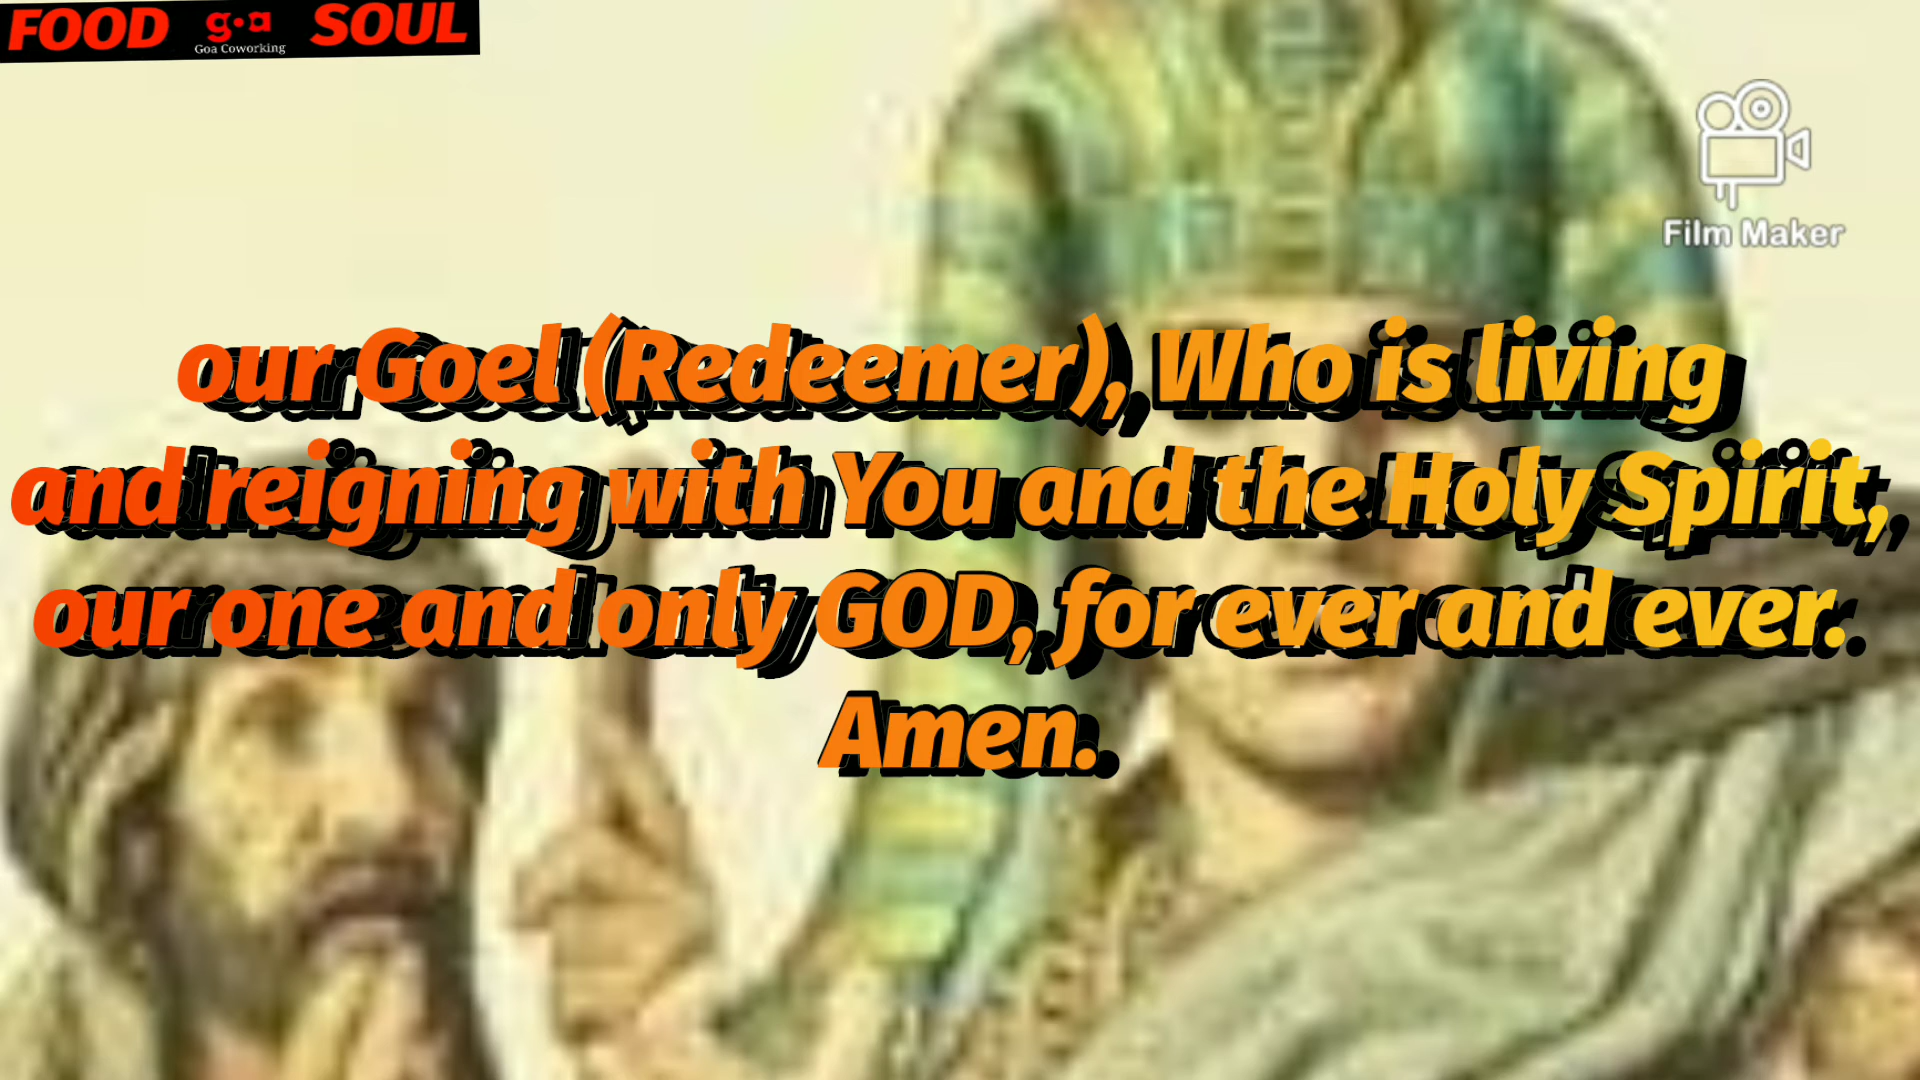 FOOD g•a SOUL
Goa Coworking
Film Maker
our Goel (Redeemer), Who is living
and reigning with You and the Holy Spirit,
our one and only GOD, for ever and ever.
Amen.